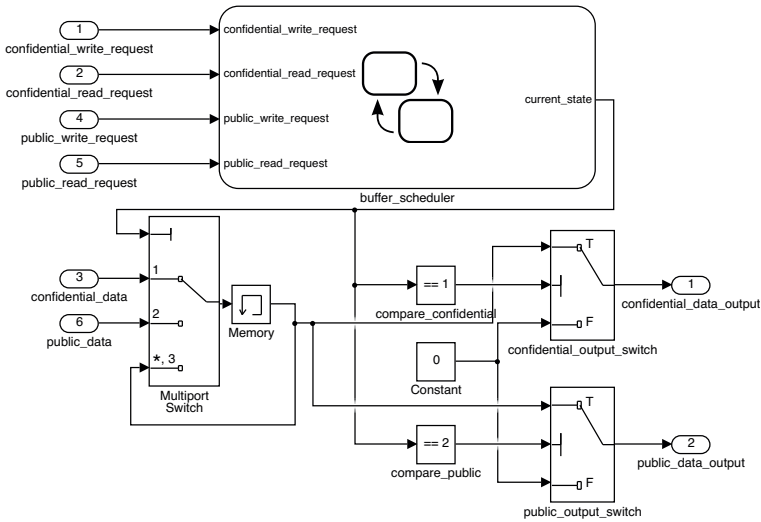 1
confidential_write_request
confidential_write_request
2
confidential_read_request
confidential_read_request
4
public_write_request
public_write_request
5
public_read_request
public_read_request
current_state
buffer_scheduler
3
confidential_data
6
public_data
1
2
*, 3
Multiport
Switch
Memory
== 1
compare_confidential
0
Constant
== 2
compare_public
T
F
confidential_output_switch
1
confidential_data_output
T
F
public_output_switch
2
public_data_output